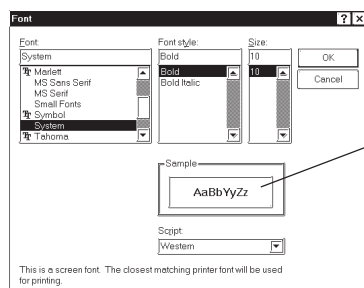 Font
Font:
System
Marlett
MS Sans Serif
MS Serif
Small Fonts
Symbol
System
Tahoma
Font style:
Bold
Bold
Bold Italic
Size:
10
10
OK
Cancel
Sample
AaBbYyZz
Script:
Western
This is a screen font. The closest matching printer font will be used
for printing.